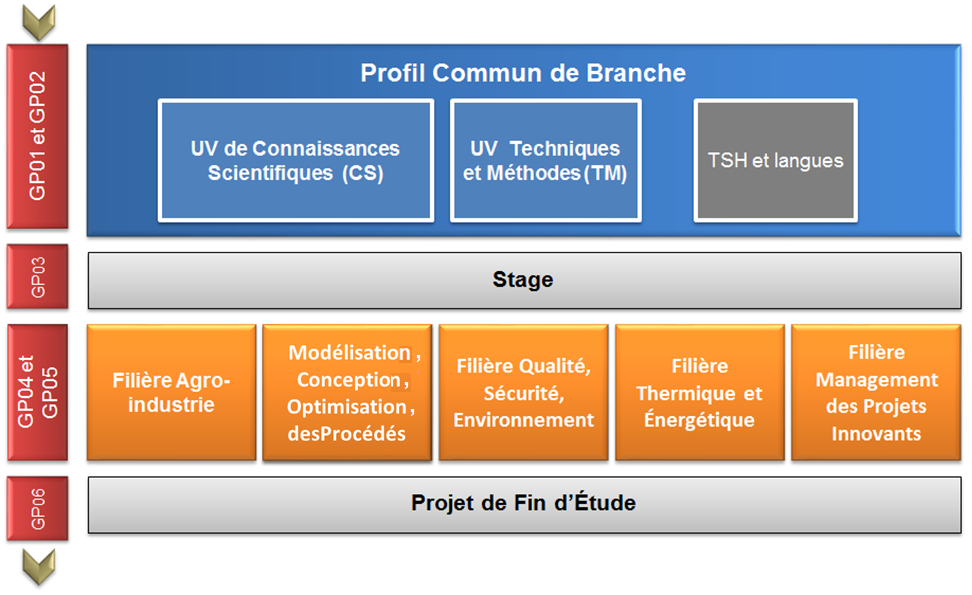 GP01 et GP02
Profil Commun de Branche
UV de Connaissances
Scientifiques (CS)
UV Techniques
et Méthodes (TM)
TSH et langues
GP03
Stage
GP04 et
GP05
Filière Agro-
industrie
Modélisation ,
Conception ,
Optimisation ,
desProcédés
Filière Qualité,
Sécurité,
Environnement
Filière
Thermique et
Énergétique
Filière
Management
des Projets
Innovants
GP06
Projet de Fin d’Étude